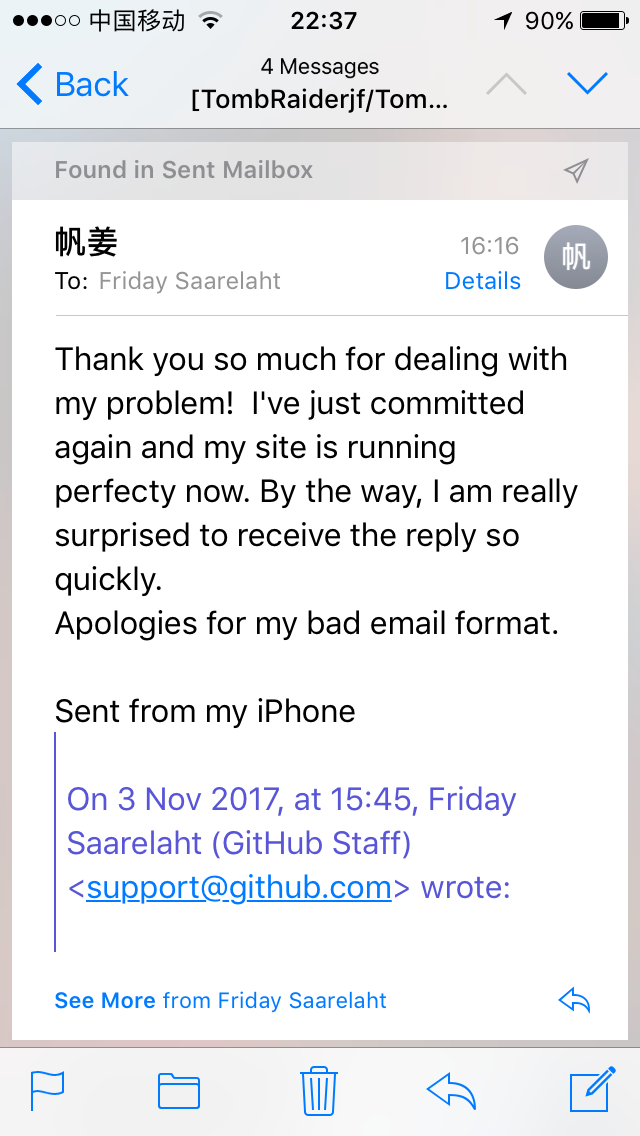 中国移动 22:37 90%
Back
4 Messages
[TombRaiderjf/Tom...
Found in Sent Mailbox
帆姜 16:16 帆
To: Friday Saarelaht Details
Thank you so much for dealing with
my problem!  I've just committed
again and my site is running
perfecty now. By the way, I am really
surprised to receive the reply so
quickly.
Apologies for my bad email format.
Sent from my iPhone
On 3 Nov 2017, at 15:45, Friday
Saarelaht (GitHub Staff)
<support@github.com> wrote:
See More from Friday Saarelaht